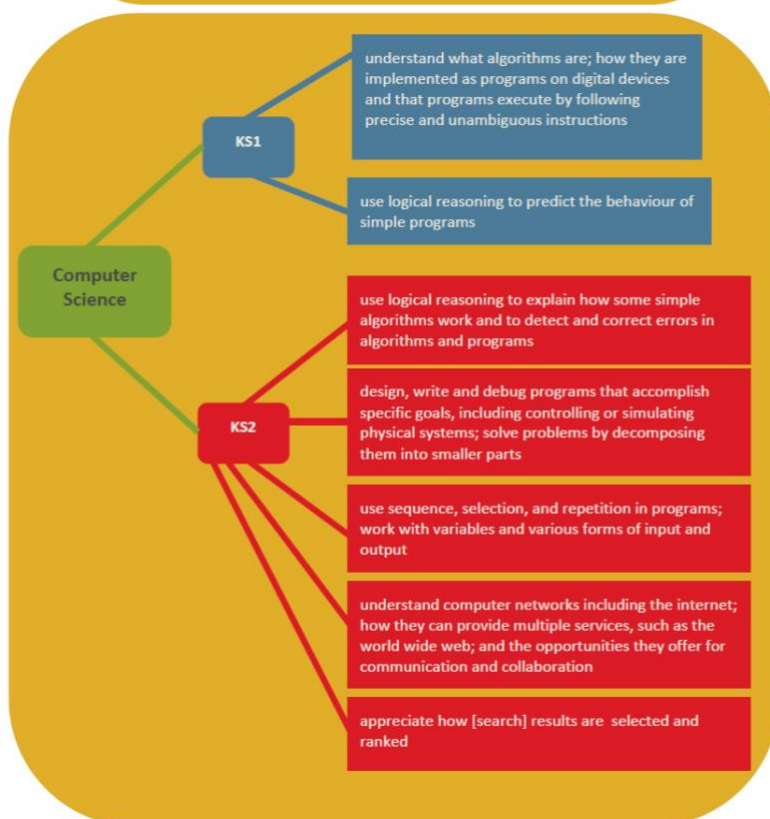 Computer
Science
KS1
understand what algorithms are; how they are
implemented as programs on digital devices
and that programs execute by following
precise and unambiguous instructions
use logical reasoning to predict the behaviour of
simple programs
KS2
use logical reasoning to explain how some simple
algorithms work and to detect and correct errors in
algorithms and programs
design, write and debug programs that accomplish
specific goals, including controlling or simulating
physical systems; solve problems by decomposing
them into smaller parts
use sequence, selection, and repetition in programs;
work with variables and various forms of input and
output
understand computer networks including the internet;
how they can provide multiple services, such as the
world wide web; and the opportunities they offer for
communication and collaboration
appreciate how [search] results are selected and
ranked